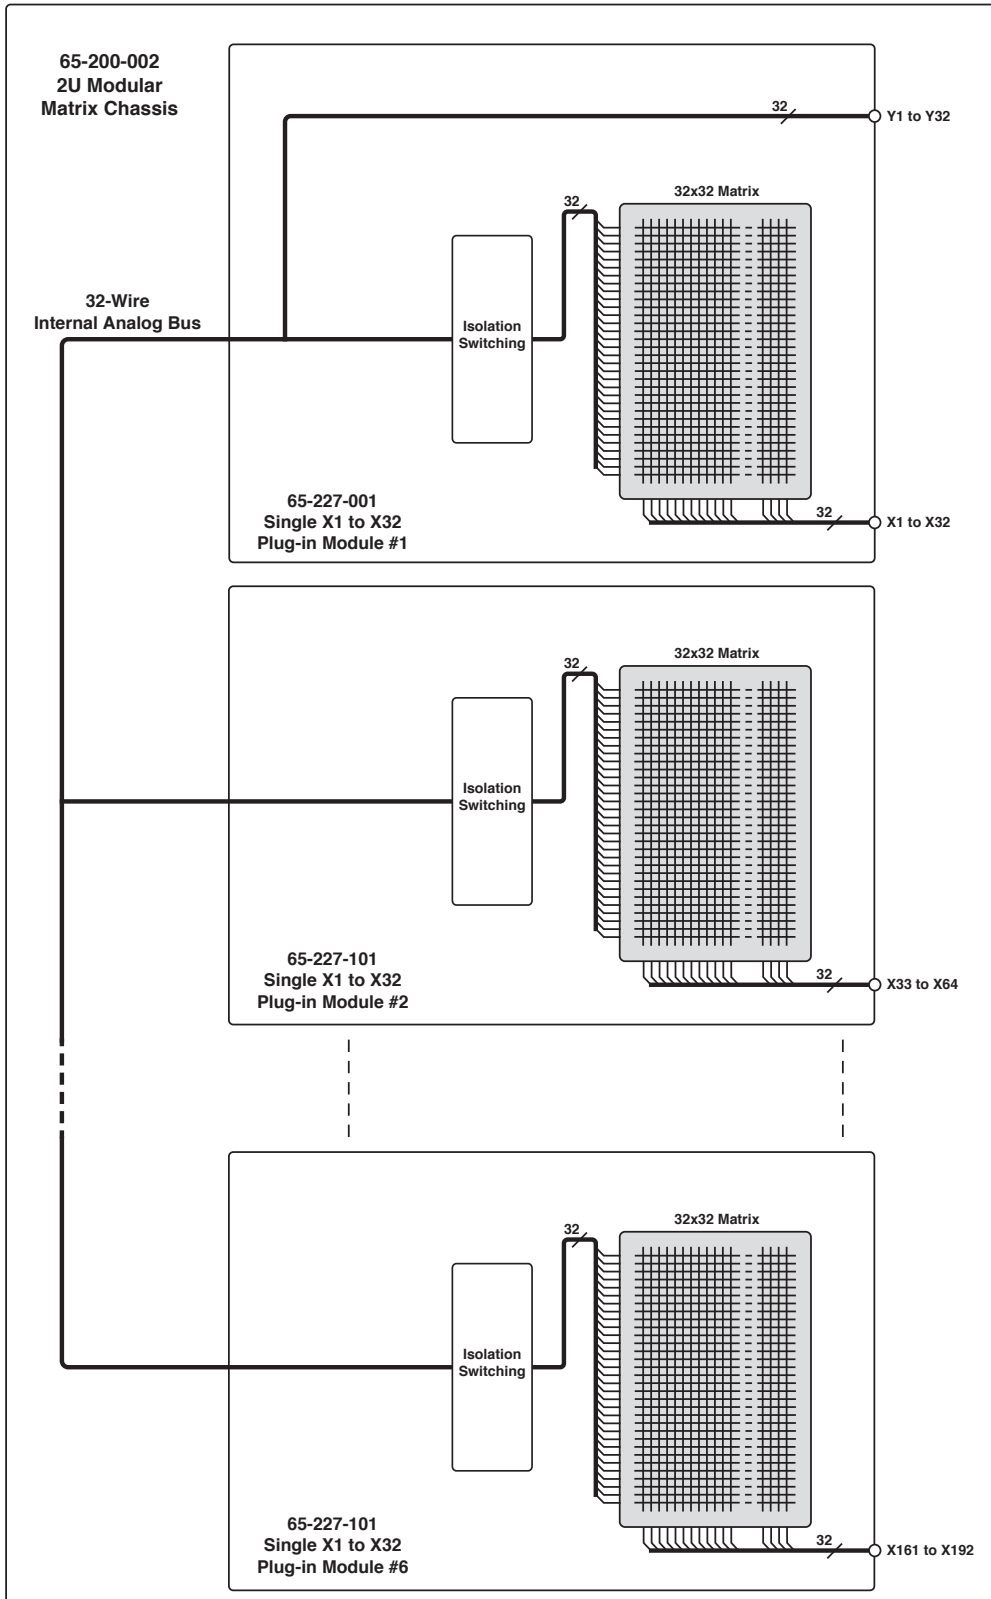 65-200-002
2U Modular
Matrix Chassis
32
Y1 to Y32
32x32 Matrix
32
32-Wire
Internal Analog Bus
Isolation
Switching
65-227-001
Single X1 to X32
Plug-in Module #1
32
X1 to X32
32x32 Matrix
32
Isolation
Switching
65-227-101
Single X1 to X32
Plug-in Module #2
32
X33 to X64
32x32 Matrix
32
Isolation
Switching
65-227-101
Single X1 to X32
Plug-in Module #6
32
X161 to X192